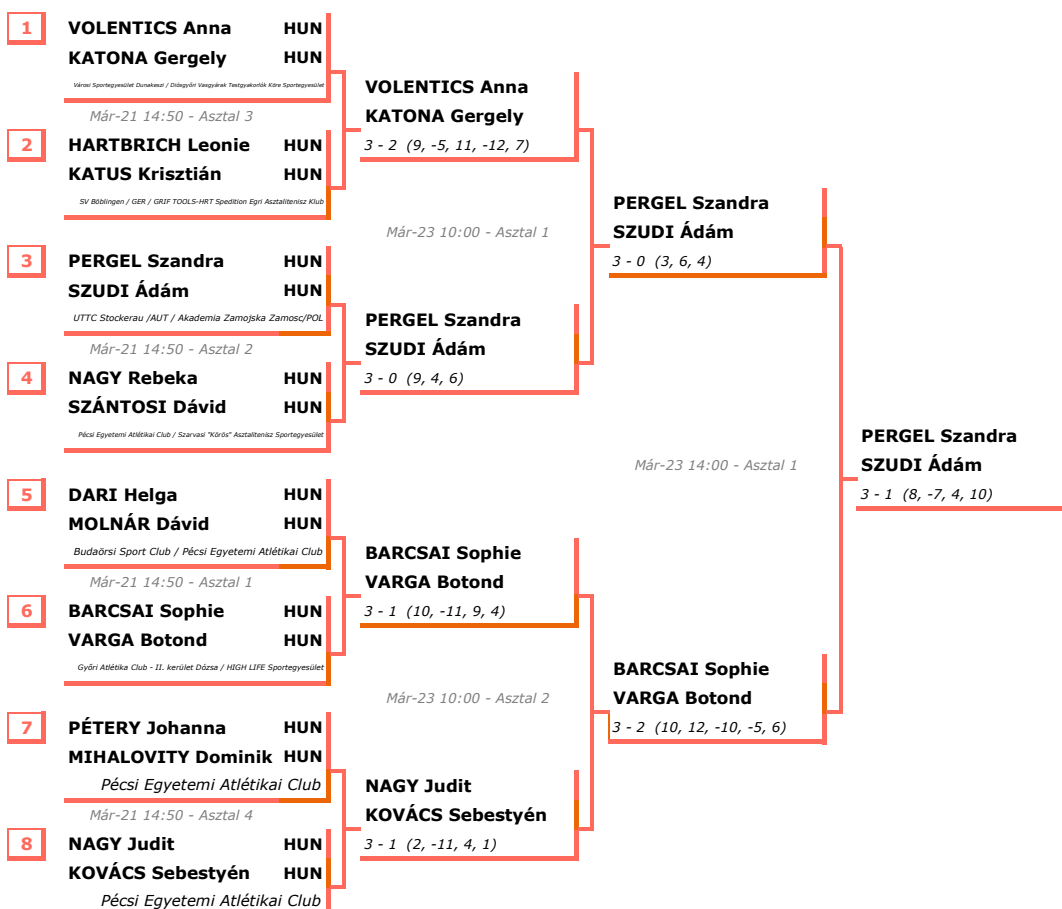 1 VOLENTICS Anna HUN
KATONA Gergely HUN
Városi Sportegyesület Dunakeszi / Diósgyőri Vasgyárak Testgyakorlók Köre Sportegyesület
Már-21 14:50 - Asztal 3
2 HARTBRICH Leonie HUN
KATUS Krisztián HUN
SV Böblingen / GER / GRIF TOOLS-HRT Spedition Egri Asztalitenisz Klub
3 PERGEL Szandra HUN
SZUDI Ádám HUN
UTTC Stockerau /AUT / Akademia Zamojska Zamosc/POL
Már-21 14:50 - Asztal 2
4 NAGY Rebeka HUN
SZÁNTOSI Dávid HUN
Pécsi Egyetemi Atlétikai Club / Szarvasi "Körös" Asztalitenisz Sportegyesület
5 DARI Helga HUN
MOLNÁR Dávid HUN
Budaörsi Sport Club / Pécsi Egyetemi Atlétikai Club
Már-21 14:50 - Asztal 1
6 BARCSAI Sophie HUN
VARGA Botond HUN
Győri Atlétika Club - II. kerület Dózsa / HIGH LIFE Sportegyesület
7 PÉTERY Johanna HUN
MIHALOVITY Dominik HUN
Pécsi Egyetemi Atlétikai Club
Már-21 14:50 - Asztal 4
8 NAGY Judit HUN
KOVÁCS Sebestyén HUN
Pécsi Egyetemi Atlétikai Club
VOLENTICS Anna
KATONA Gergely
3 - 2 (9, -5, 11, -12, 7)
Már-23 10:00 - Asztal 1
PERGEL Szandra
SZUDI Ádám
3 - 0 (9, 4, 6)
BARCSAI Sophie
VARGA Botond
3 - 1 (10, -11, 9, 4)
Már-23 10:00 - Asztal 2
NAGY Judit
KOVÁCS Sebestyén
3 - 1 (2, -11, 4, 1)
PERGEL Szandra
SZUDI Ádám
3 - 0 (3, 6, 4)
Már-23 14:00 - Asztal 1
BARCSAI Sophie
VARGA Botond
3 - 2 (10, 12, -10, -5, 6)
PERGEL Szandra
SZUDI Ádám
3 - 1 (8, -7, 4, 10)